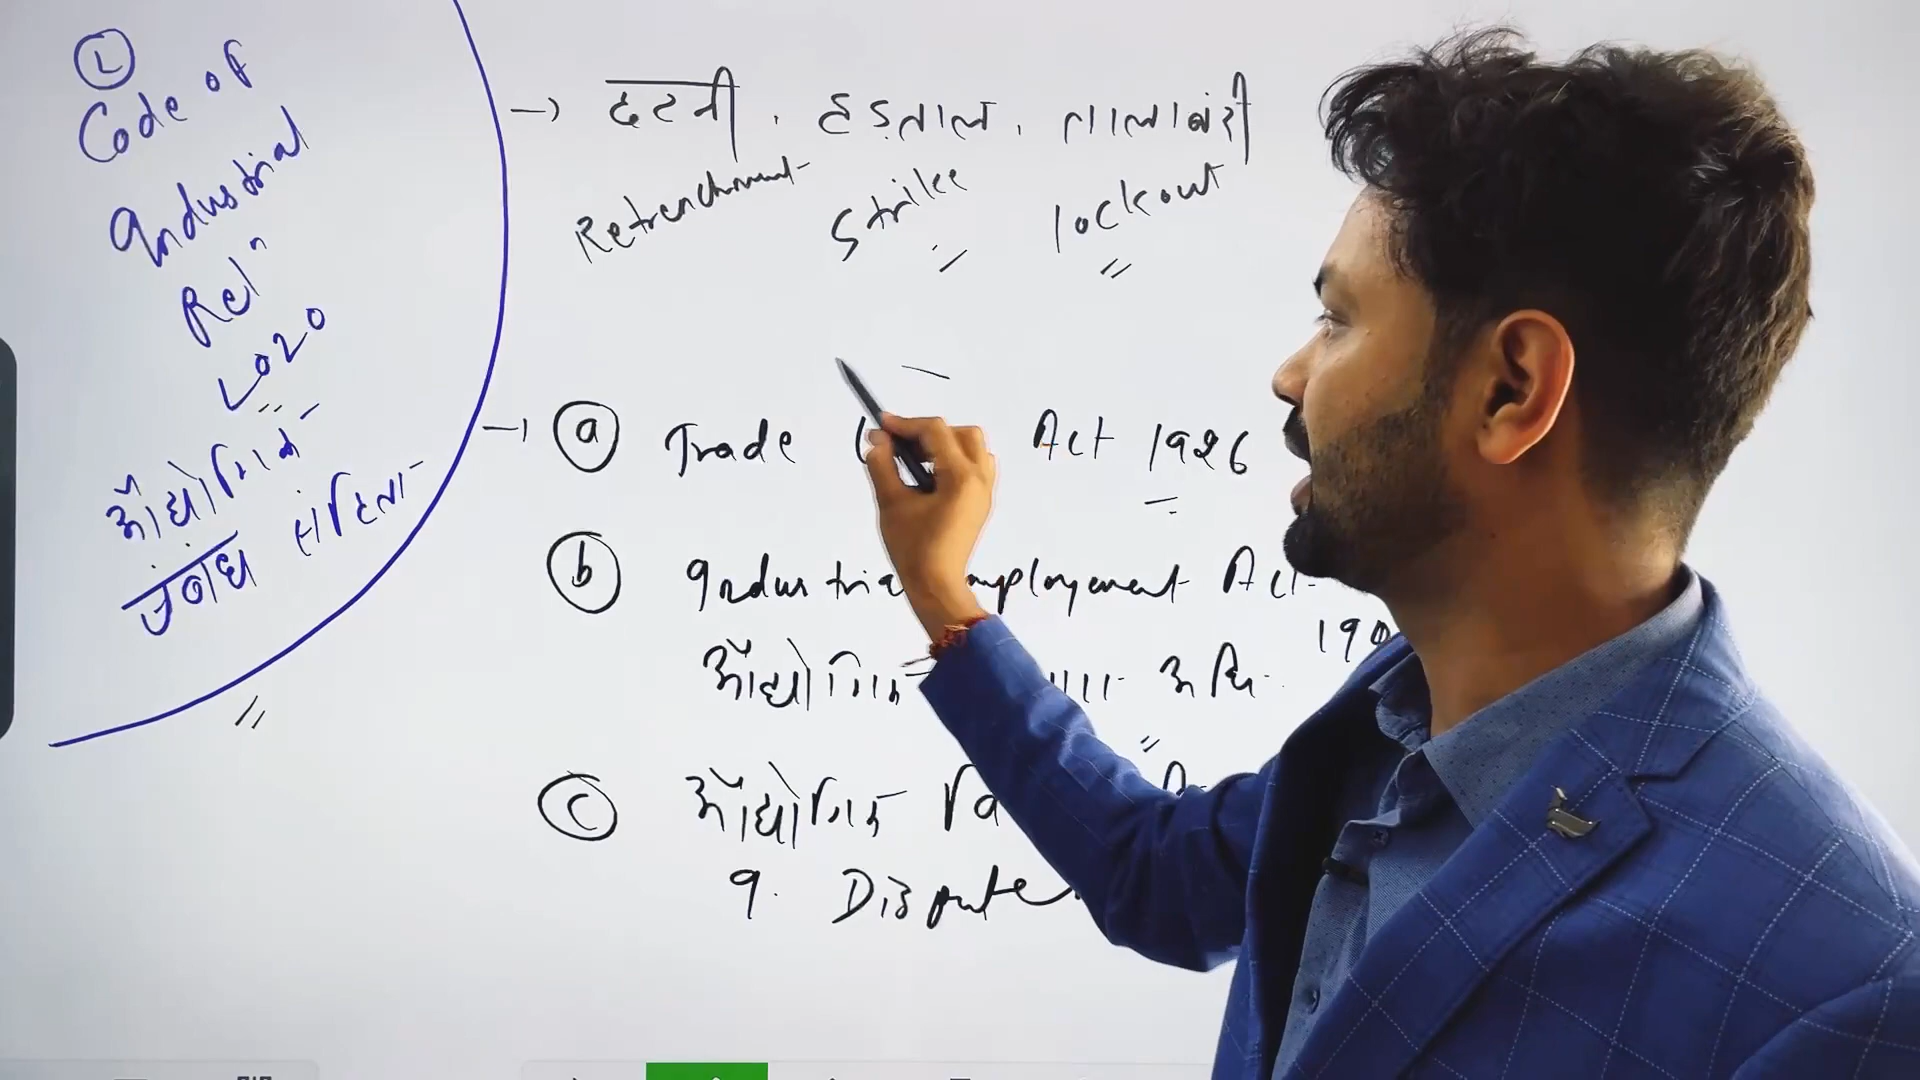 2
Code of
Industrial
Relⁿ
2020
औद्योगिक
संबंध संहिता
→ छटनी, हड़ताल, तालाबंदी
Retrenchment Strike lockout
→ (a) Trade Act 1926
(b) Industrial Employment Act
औद्योगिक अधि.
(c) औद्योगिक
I. Dispute